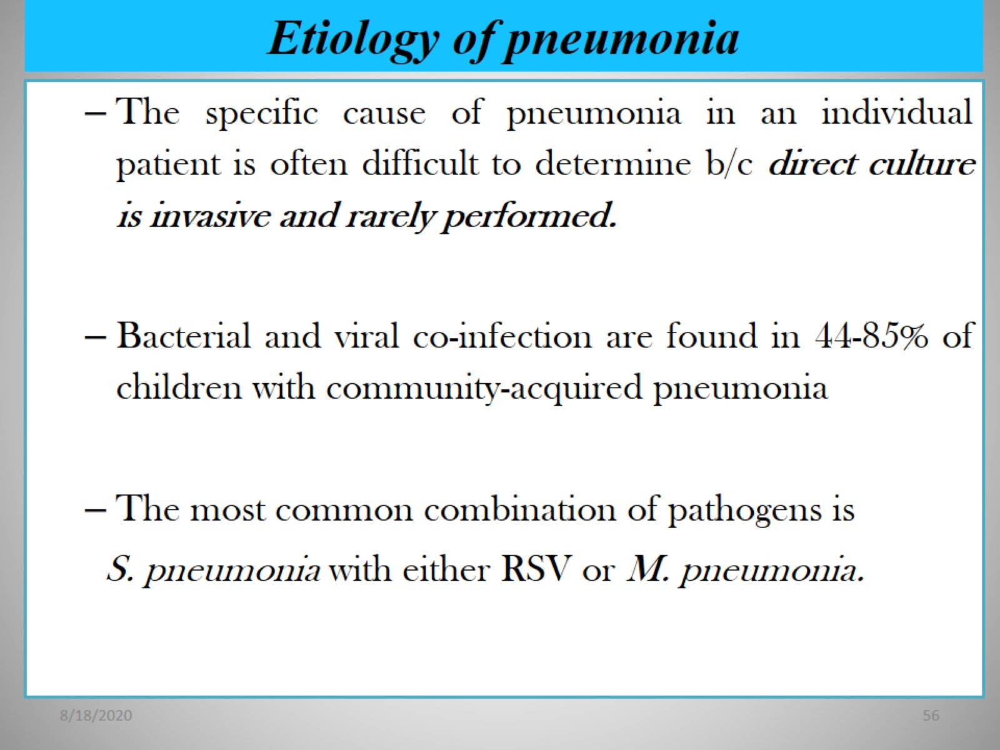 Etiology of pneumonia
– The specific cause of pneumonia in an individual
patient is often difficult to determine b/c direct culture
is invasive and rarely performed.
– Bacterial and viral co-infection are found in 44-85% of
children with community-acquired pneumonia
– The most common combination of pathogens is
S. pneumonia with either RSV or M. pneumonia.
8/18/2020
56